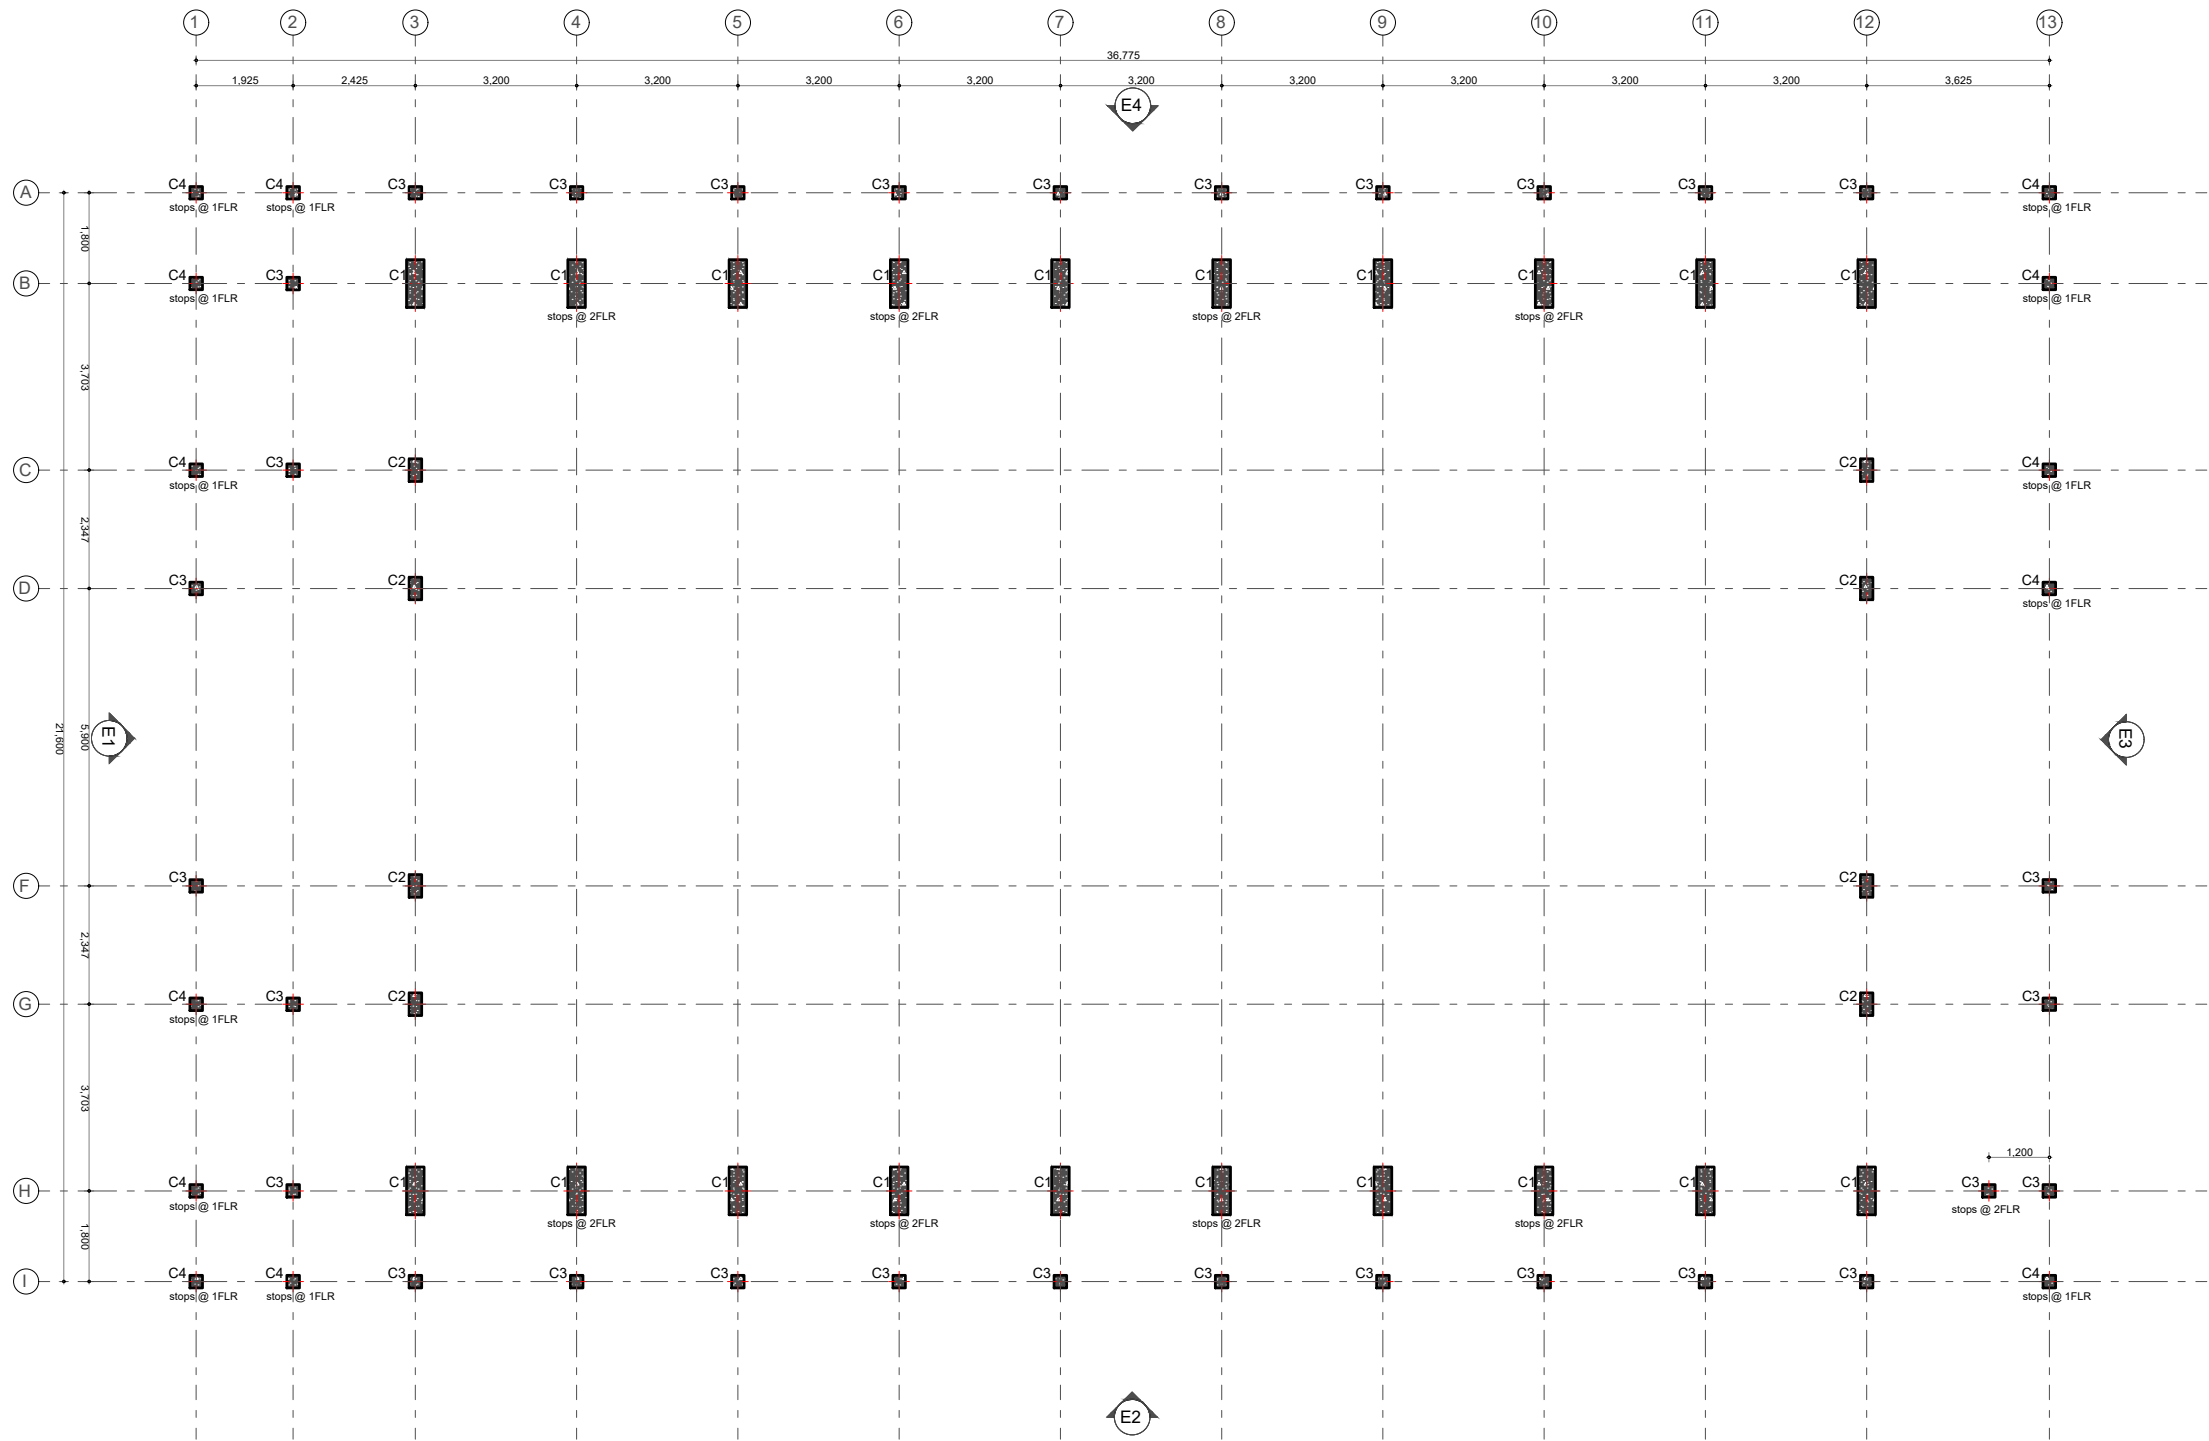 1 2 3 4 5 6 7 8 9 10 11 12 13
36,775
1,925 2,425 3,200 3,200 3,200 3,200 3,200 3,200 3,200 3,200 3,200 3,625
E4
A C4 C4 C3 C3 C3 C3 C3 C3 C3 C3 C3 C3 C4
stops @ 1FLR stops @ 1FLR stops @ 1FLR
1,800
B C4 C3 C1 C1 C1 C1 C1 C1 C1 C1 C1 C1 C4
stops @ 1FLR stops @ 1FLR
stops @ 2FLR stops @ 2FLR stops @ 2FLR stops @ 2FLR
3,703
C C4 C3 C2 C2 C4
stops @ 1FLR stops @ 1FLR
2,347
D C3 C2 C2 C4
stops @ 1FLR
21,600 5,900 E1 E3
F C3 C2 C2 C3
2,347
G C4 C3 C2 C2 C3
stops @ 1FLR
3,703
1,200
H C4 C3 C1 C1 C1 C1 C1 C1 C1 C1 C1 C1 C3 C3
stops @ 1FLR stops @ 2FLR
stops @ 2FLR stops @ 2FLR stops @ 2FLR stops @ 2FLR
1,800
I C4 C4 C3 C3 C3 C3 C3 C3 C3 C3 C3 C3 C4
stops @ 1FLR stops @ 1FLR stops @ 1FLR
E2